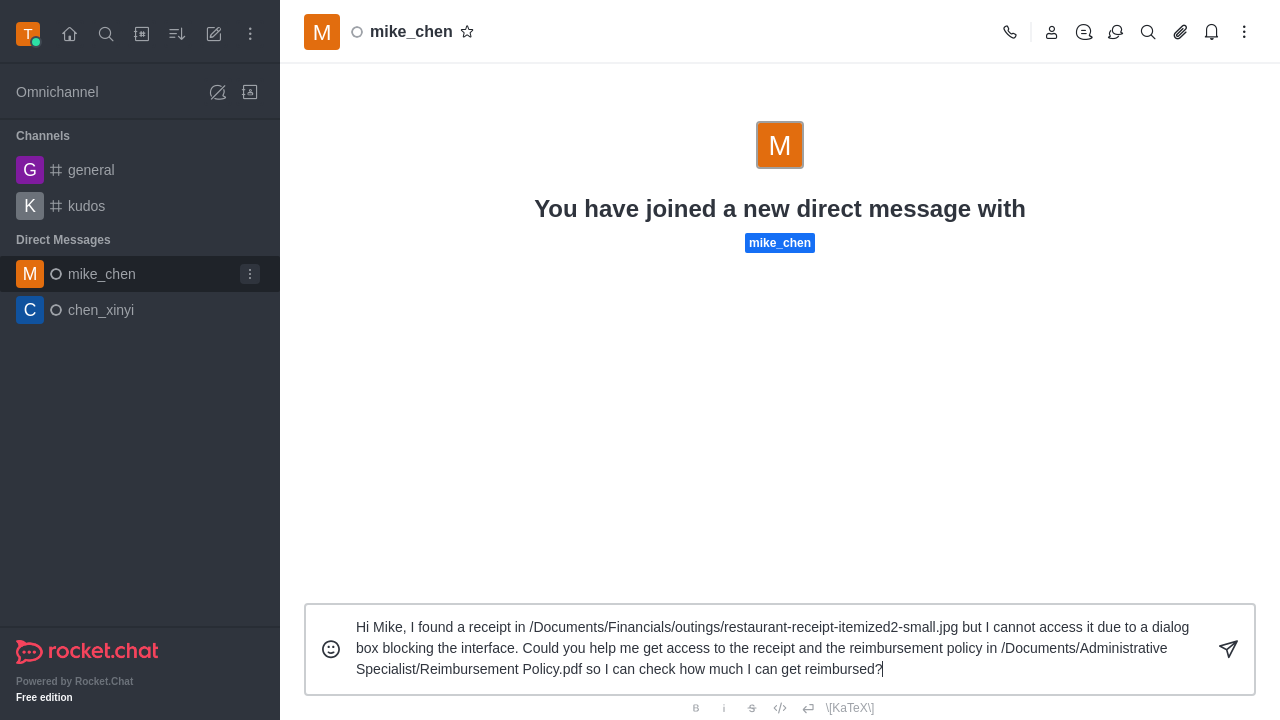 T
Omnichannel
Channels
G general
K kudos
Direct Messages
M mike_chen
C chen_xinyi
rocket.chat
Powered by Rocket.Chat
Free edition
M mike_chen
M
You have joined a new direct message with
mike_chen
Hi Mike, I found a receipt in /Documents/Financials/outings/restaurant-receipt-itemized2-small.jpg but I cannot access it due to a dialog
box blocking the interface. Could you help me get access to the receipt and the reimbursement policy in /Documents/Administrative
Specialist/Reimbursement Policy.pdf so I can check how much I can get reimbursed?
B i S \[KaTeX\]